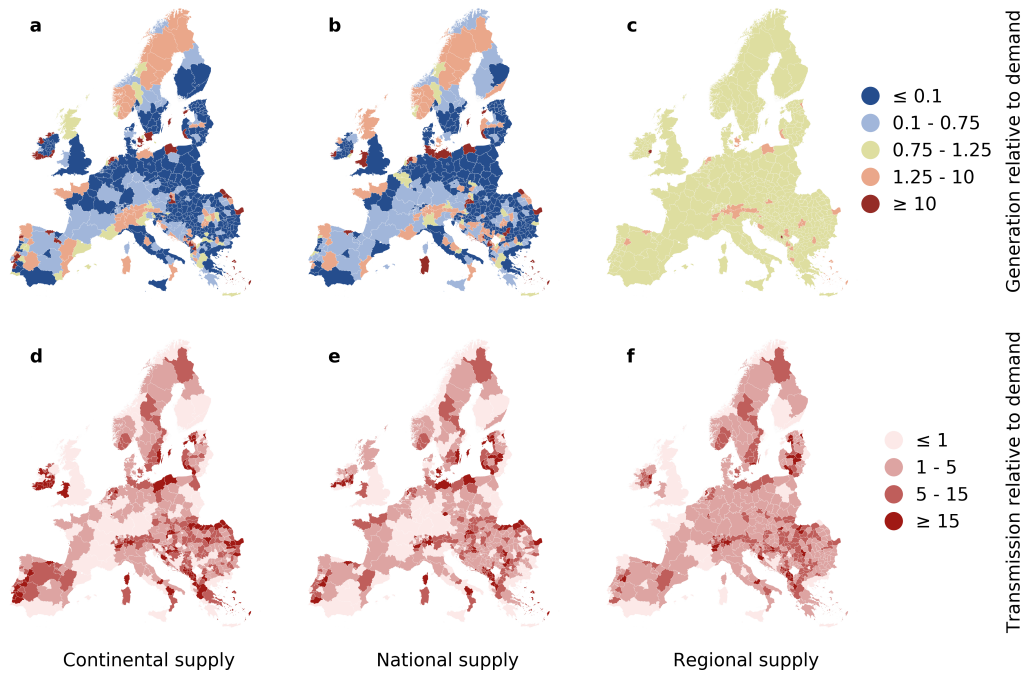 a
b
c
Generation relative to demand
≤ 0.1
0.1 - 0.75
0.75 - 1.25
1.25 - 10
≥ 10
d
e
f
Transmission relative to demand
≤ 1
1 - 5
5 - 15
≥ 15
Continental supply
National supply
Regional supply